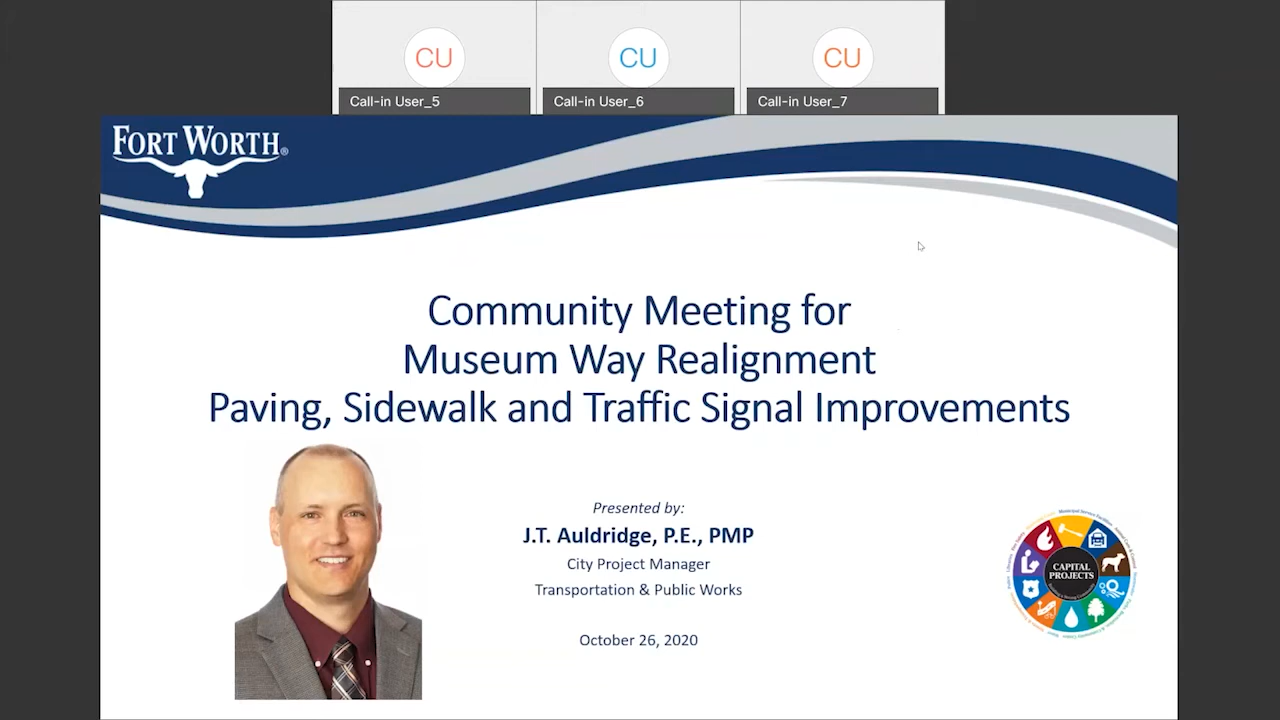 CU
CU
CU
Call-in User_5
Call-in User_6
Call-in User_7
FORT WORTH®
Community Meeting for
Museum Way Realignment
Paving, Sidewalk and Traffic Signal Improvements
Presented by:
J.T. Auldridge, P.E., PMP
City Project Manager
Transportation & Public Works
October 26, 2020
CAPITAL
PROJECTS